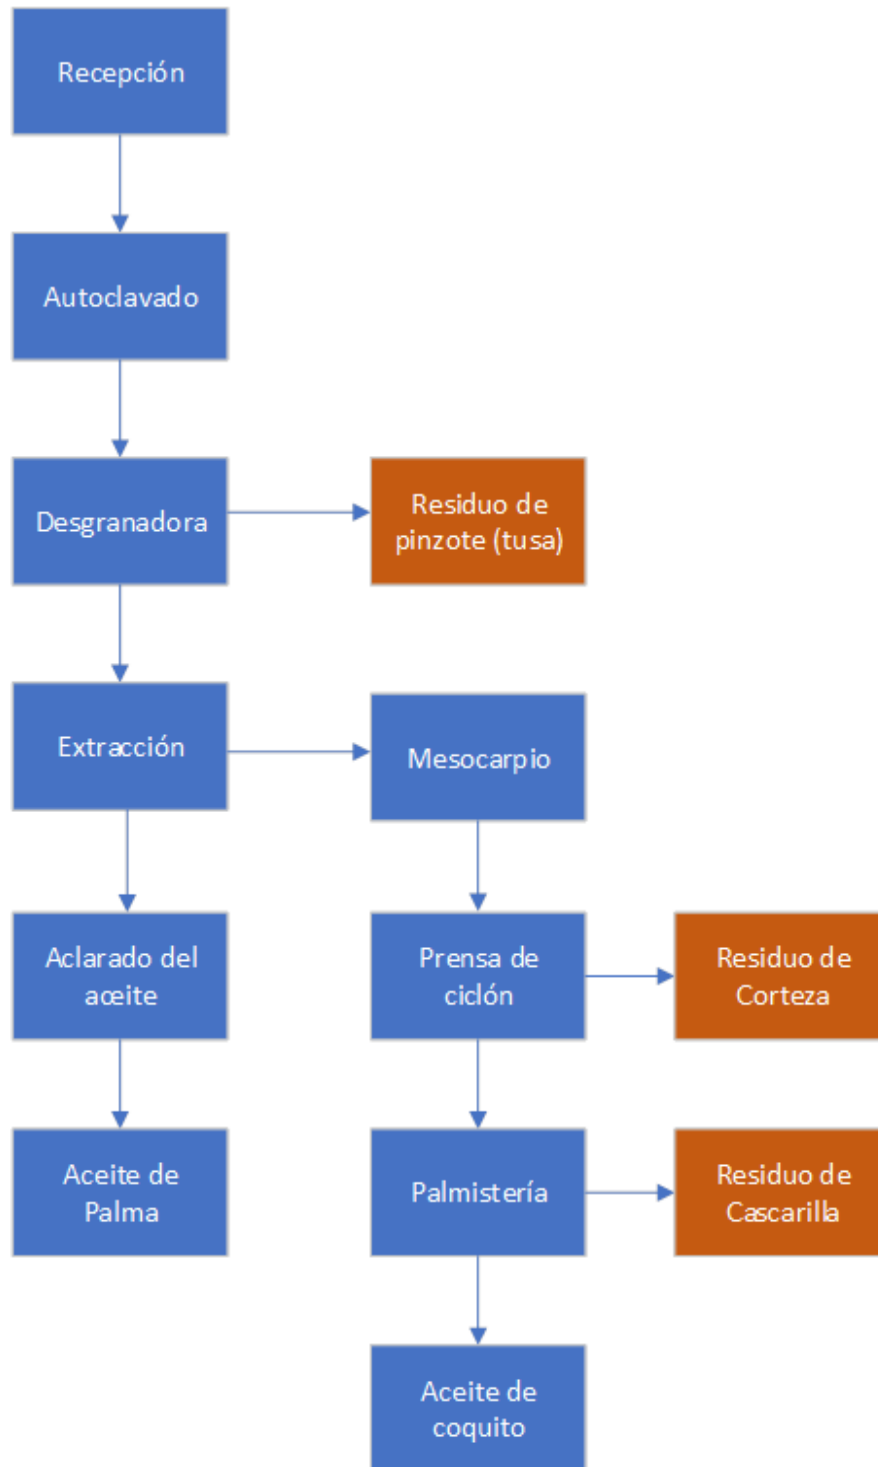 Recepción
Autoclavado
Desgranadora
Residuo de
pinzote (tusa)
Extracción
Mesocarpio
Aclarado del
aceite
Prensa de
ciclón
Residuo de
Corteza
Aceite de
Palma
Palmistería
Residuo de
Cascarilla
Aceite de
coquito